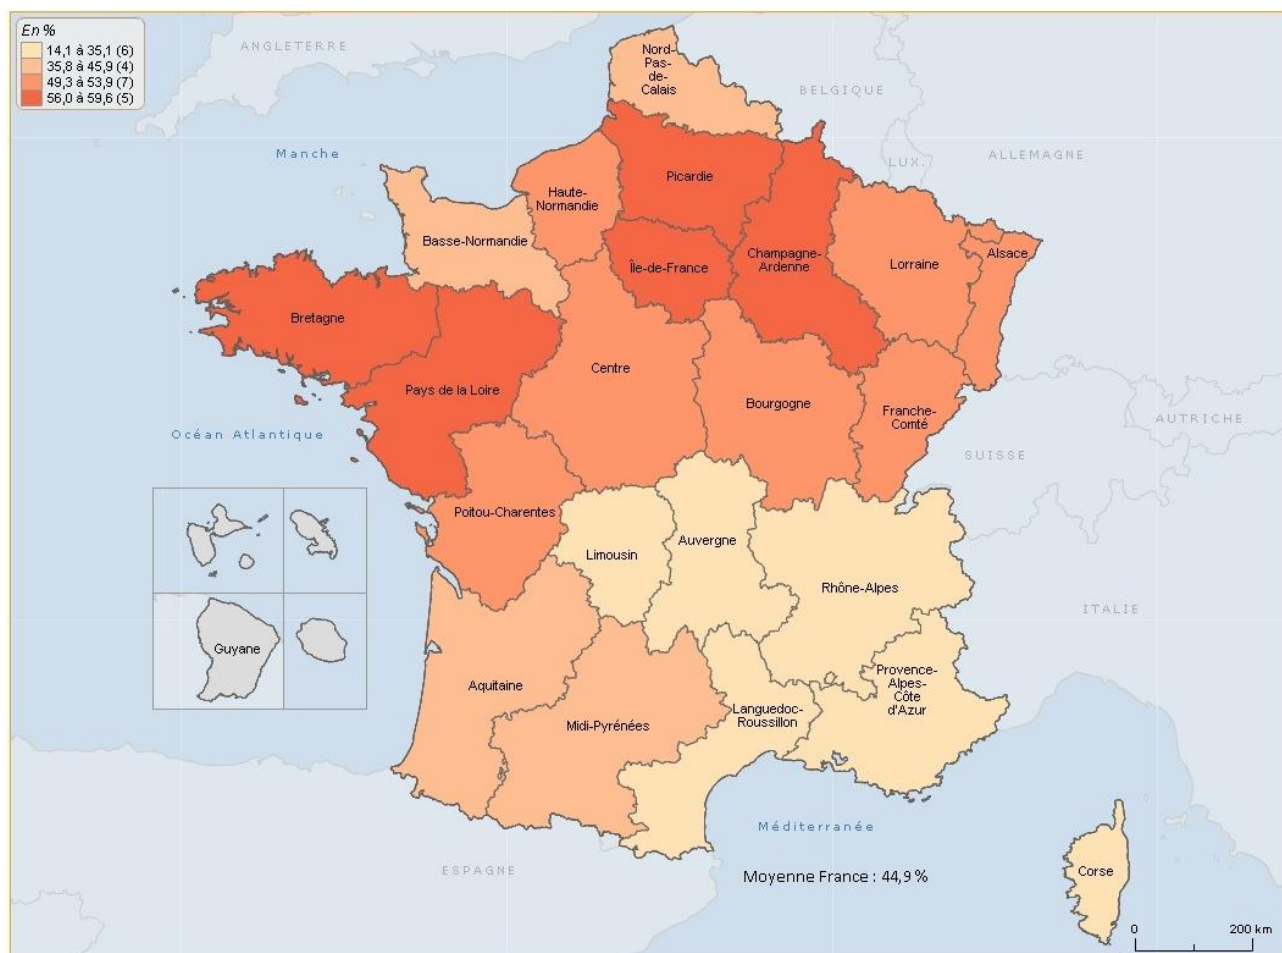 En %
14,1 à 35,1 (6)
35,8 à 45,9 (4)
49,3 à 53,9 (7)
56,0 à 59,6 (5)
ANGLETERRE
Nord-
Pas-
de-
Calais
BELGIQUE
Manche
LUX.
ALLEMAGNE
Picardie
Haute-
Normandie
Basse-Normandie
Île-de-France
Champagne-
Ardenne
Lorraine
Alsace
Bretagne
Pays de la Loire
Centre
Bourgogne
Franche-
Comté
AUTRICHE
Océan Atlantique
SUISSE
Poitou-Charentes
Limousin
Auvergne
Rhône-Alpes
ITALIE
Guyane
Aquitaine
Midi-Pyrénées
Languedoc-
Roussillon
Provence-
Alpes-
Côte
d'Azur
Méditerranée
ESPAGNE
Moyenne France : 44,9 %
Corse
0 200 km